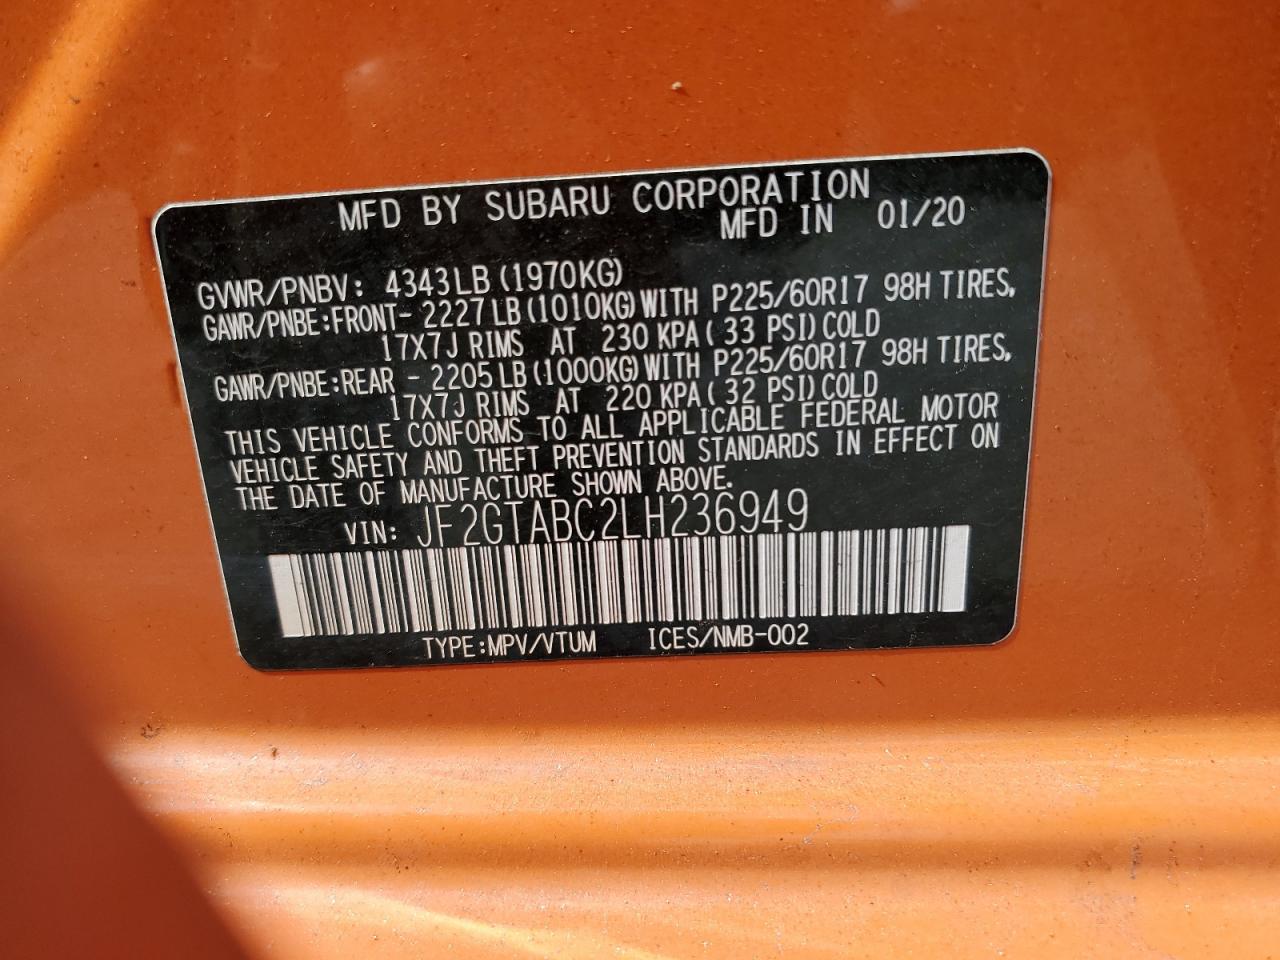 MFD BY SUBARU CORPORATION
MFD IN 01/20
GVWR/PNBV: 4343LB (1970KG)
GAWR/PNBE:FRONT- 2227LB (1010KG) WITH P225/60R17 98H TIRES,
17X7J RIMS AT 230 KPA ( 33 PSI) COLD
GAWR/PNBE:REAR - 2205LB (1000KG) WITH P225/60R17 98H TIRES,
17X7J RIMS AT 220 KPA ( 32 PSI) COLD
THIS VEHICLE CONFORMS TO ALL APPLICABLE FEDERAL MOTOR
VEHICLE SAFETY AND THEFT PREVENTION STANDARDS IN EFFECT ON
THE DATE OF MANUFACTURE SHOWN ABOVE.
VIN: JF2GTABC2LH236949
TYPE:MPV/VTUM ICES/NMB-002